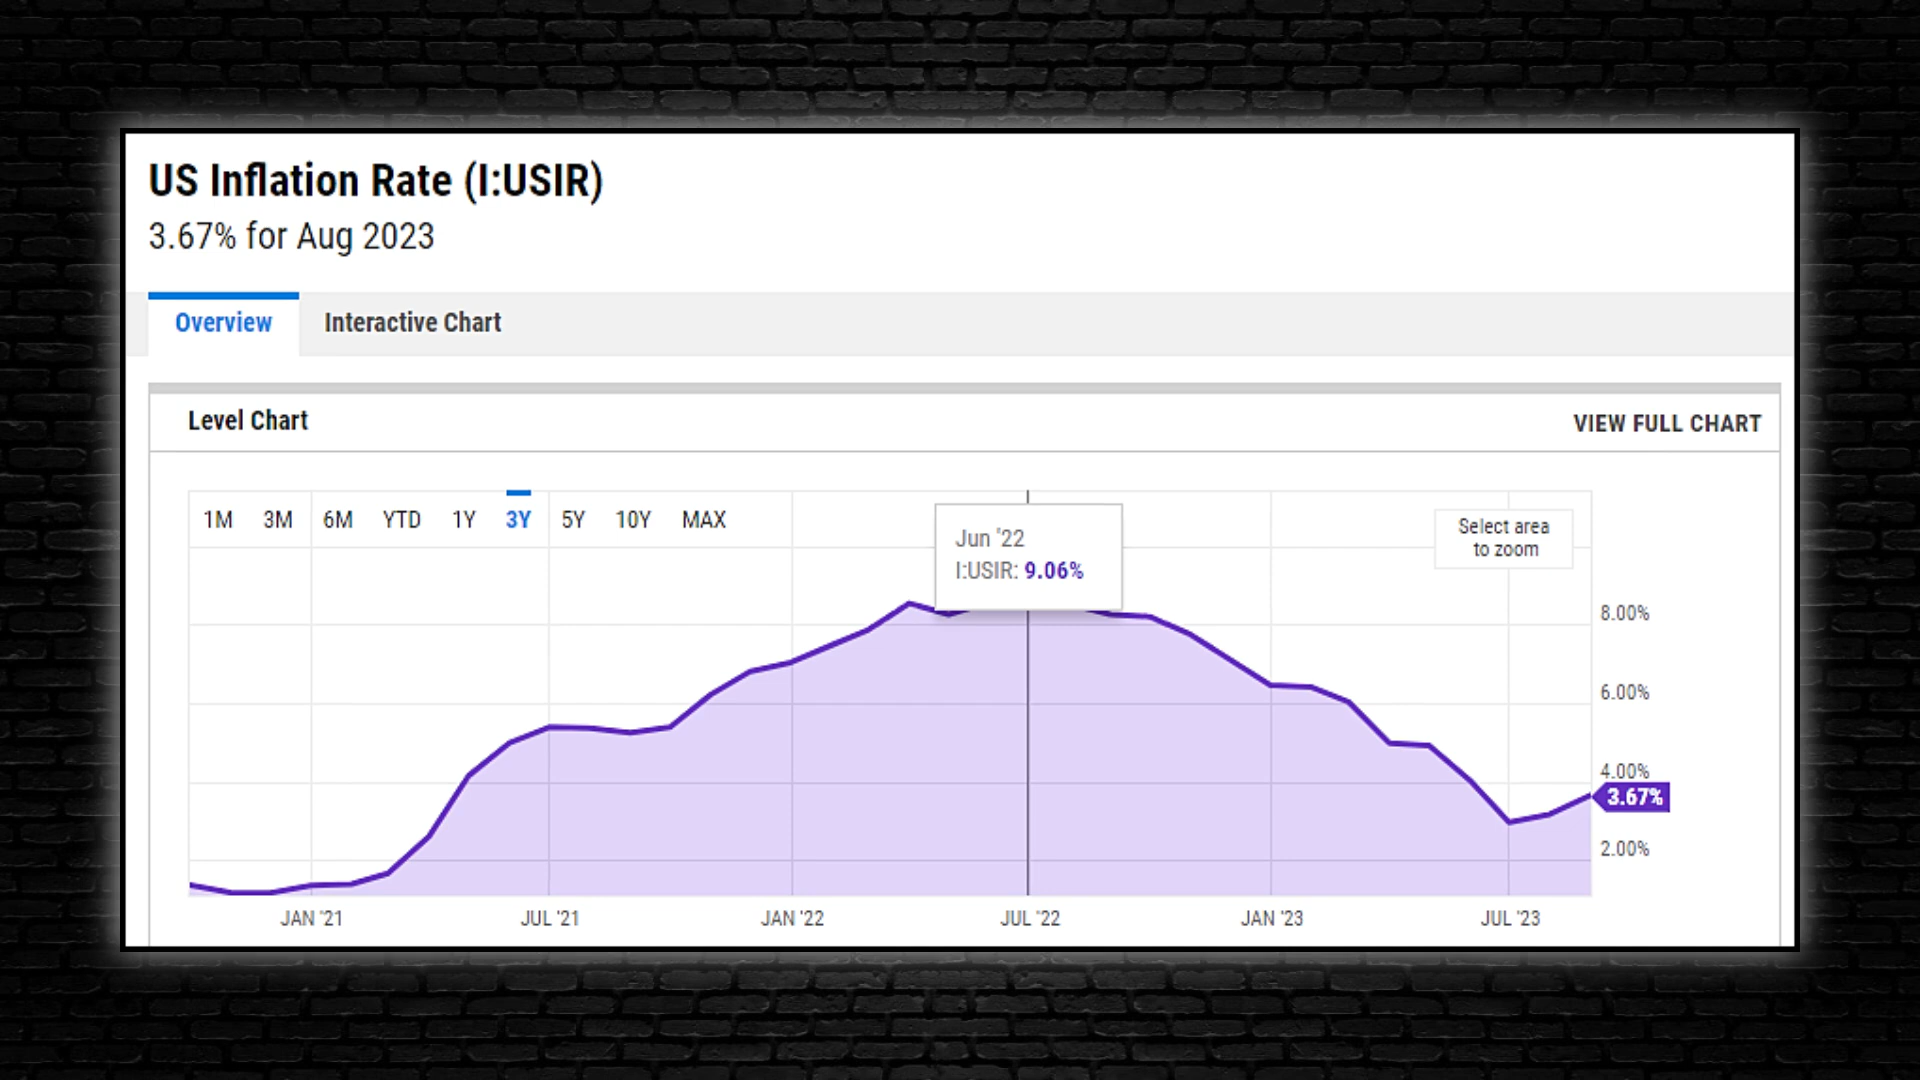 US Inflation Rate (I:USIR)
3.67% for Aug 2023
Overview Interactive Chart
Level Chart VIEW FULL CHART
1M 3M 6M YTD 1Y 3Y 5Y 10Y MAX
Jun '22
I:USIR: 9.06%
Select area
to zoom
8.00%
6.00%
4.00%
3.67%
2.00%
JAN '21 JUL '21 JAN '22 JUL '22 JAN '23 JUL '23